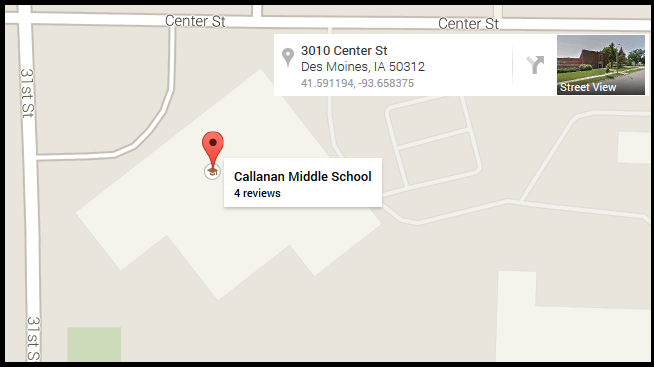 Center St
Center St
3010 Center St
Des Moines, IA 50312
41.591194, -93.658375
Street View
31st St
Callanan Middle School
4 reviews
31st S